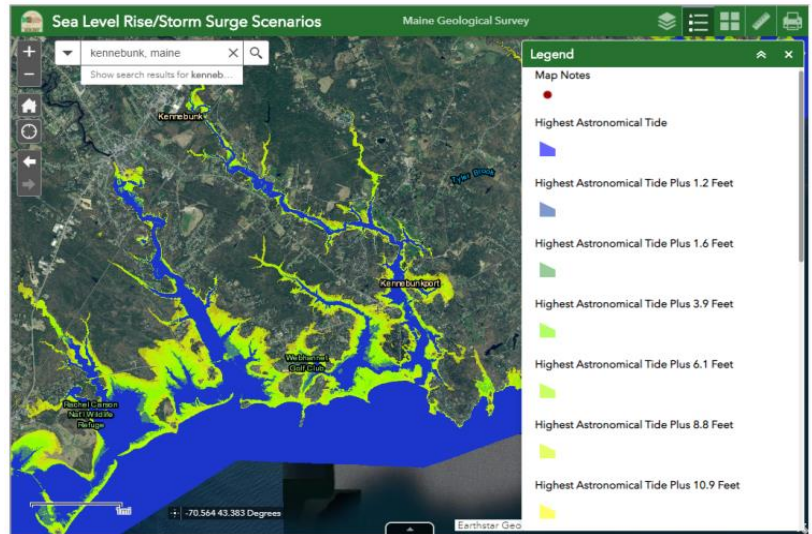 Sea Level Rise/Storm Surge Scenarios
Maine Geological Survey
kennebunk, maine
Show search results for kenneb...
Legend
Map Notes
Highest Astronomical Tide
Highest Astronomical Tide Plus 1.2 Feet
Highest Astronomical Tide Plus 1.6 Feet
Highest Astronomical Tide Plus 3.9 Feet
Highest Astronomical Tide Plus 6.1 Feet
Highest Astronomical Tide Plus 8.8 Feet
Highest Astronomical Tide Plus 10.9 Feet
Kennebunk
Tyler Brook
Kennebunkport
Webhannet
Golf Club
Rachel Carson
Nat'l Wildlife
Refuge
1mi
-70.564 43.383 Degrees
Earthstar Geo